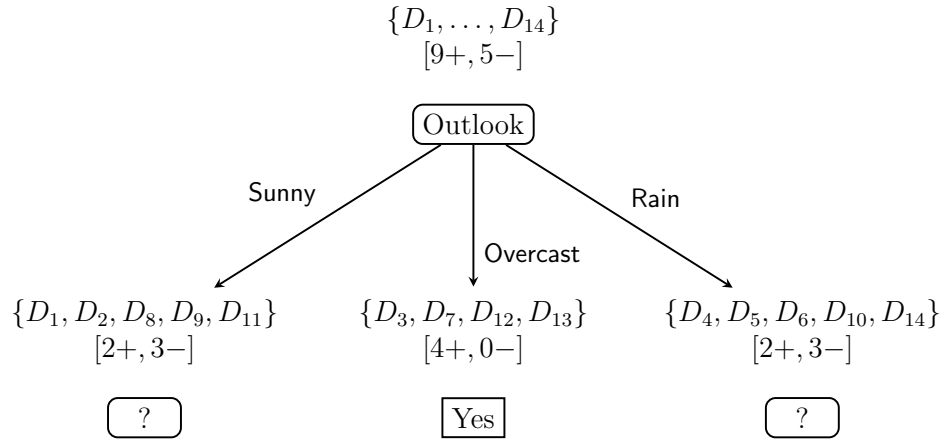 {D₁, . . . , D₁₄}
[9+, 5−]
Outlook
Sunny
Rain
Overcast
{D₁, D₂, D₈, D₉, D₁₁}
{D₃, D₇, D₁₂, D₁₃}
{D₄, D₅, D₆, D₁₀, D₁₄}
[2+, 3−]
[4+, 0−]
[2+, 3−]
?
Yes
?